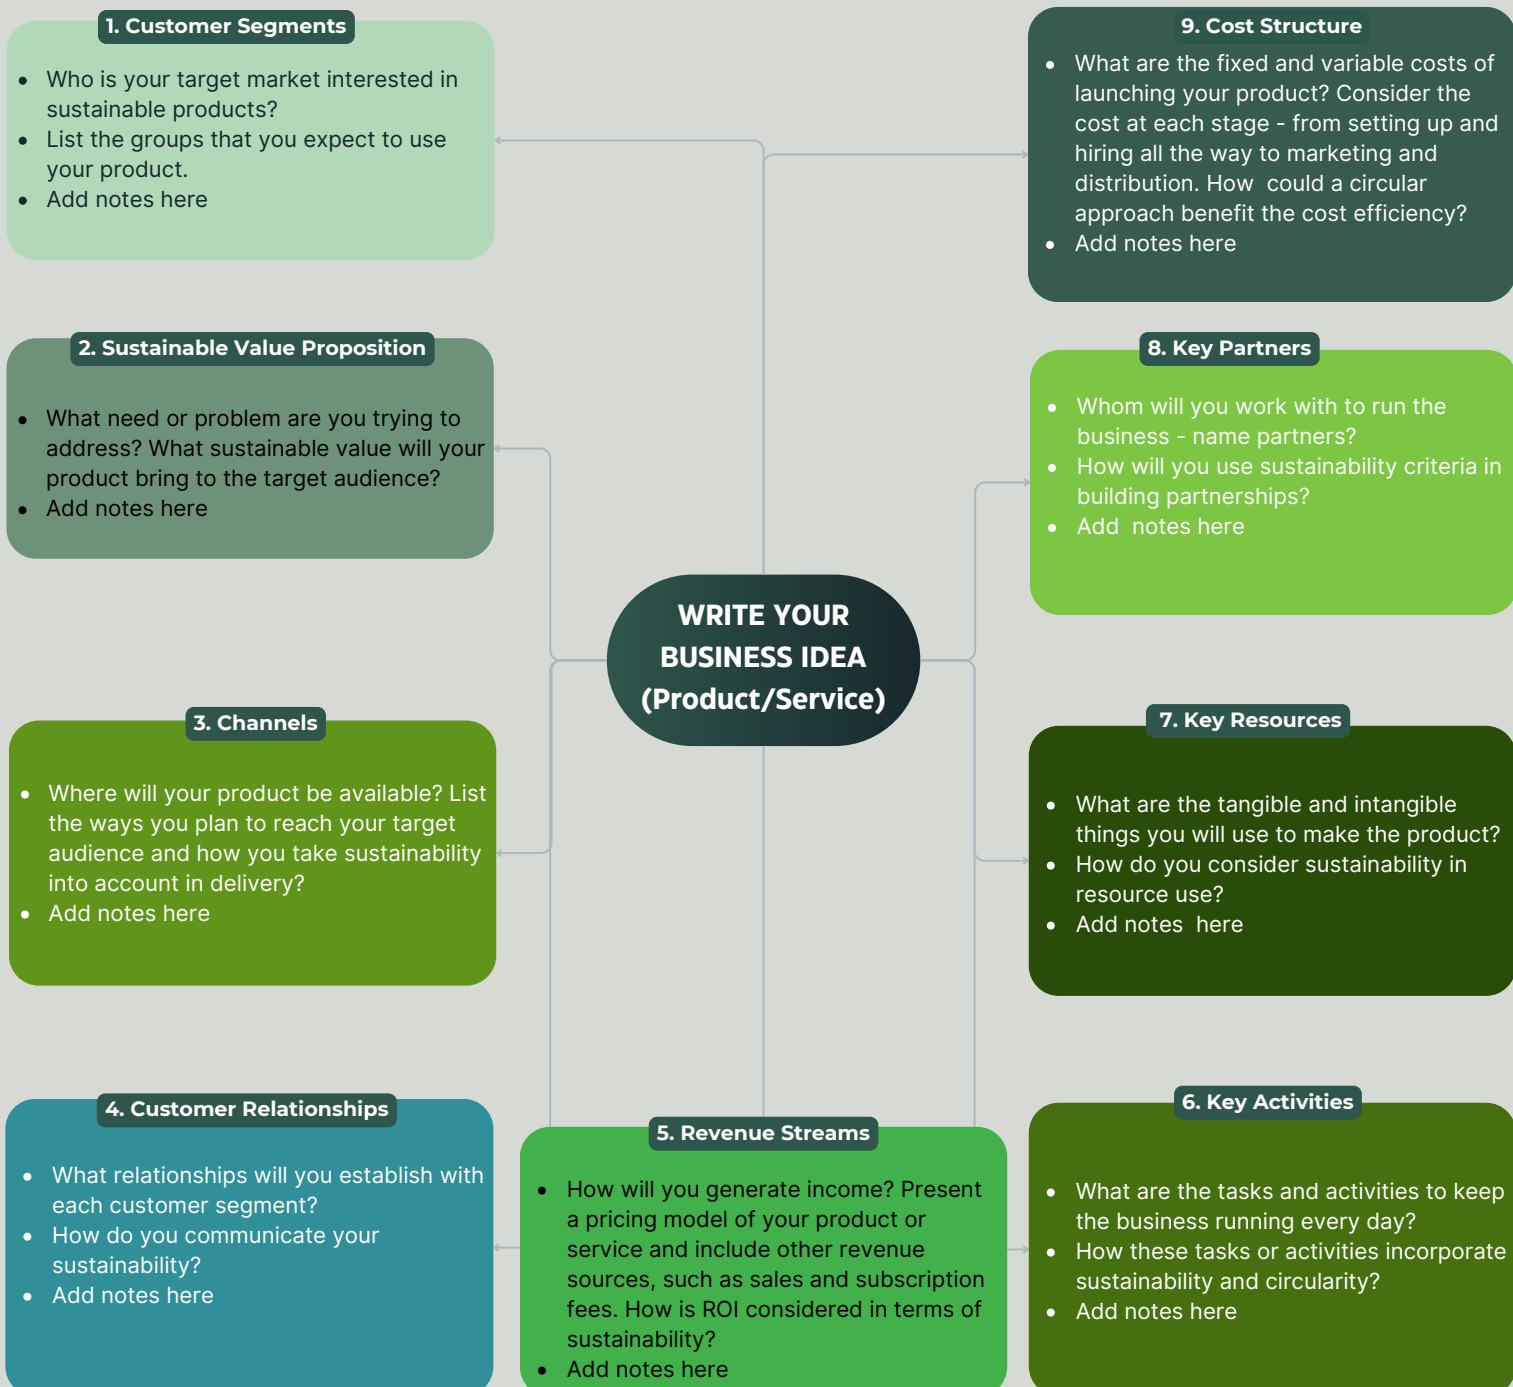 1. Customer Segments
• Who is your target market interested in
sustainable products?
• List the groups that you expect to use
your product.
• Add notes here
2. Sustainable Value Proposition
• What need or problem are you trying to
address? What sustainable value will your
product bring to the target audience?
• Add notes here
3. Channels
• Where will your product be available? List
the ways you plan to reach your target
audience and how you take sustainability
into account in delivery?
• Add notes here
4. Customer Relationships
• What relationships will you establish with
each customer segment?
• How do you communicate your
sustainability?
• Add notes here
WRITE YOUR
BUSINESS IDEA
(Product/Service)
5. Revenue Streams
• How will you generate income? Present
a pricing model of your product or
service and include other revenue
sources, such as sales and subscription
fees. How is ROI considered in terms of
sustainability?
• Add notes here
9. Cost Structure
• What are the fixed and variable costs of
launching your product? Consider the
cost at each stage - from setting up and
hiring all the way to marketing and
distribution. How  could a circular
approach benefit the cost efficiency?
• Add notes here
8. Key Partners
• Whom will you work with to run the
business - name partners?
• How will you use sustainability criteria in
building partnerships?
• Add  notes here
7. Key Resources
• What are the tangible and intangible
things you will use to make the product?
• How do you consider sustainability in
resource use?
• Add notes  here
6. Key Activities
• What are the tasks and activities to keep
the business running every day?
• How these tasks or activities incorporate
sustainability and circularity?
• Add notes here